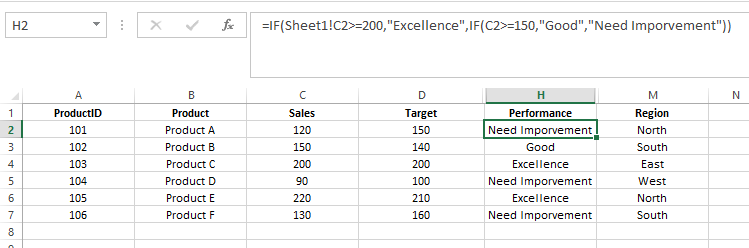 H2 fx =IF(Sheet1!C2>=200,"Excellence",IF(C2>=150,"Good","Need Imporvement"))
A B C D H M N
1 ProductID Product Sales Target Performance Region
2 101 Product A 120 150 Need Imporvement North
3 102 Product B 150 140 Good South
4 103 Product C 200 200 Excellence East
5 104 Product D 90 100 Need Imporvement West
6 105 Product E 220 210 Excellence North
7 106 Product F 130 160 Need Imporvement South
8